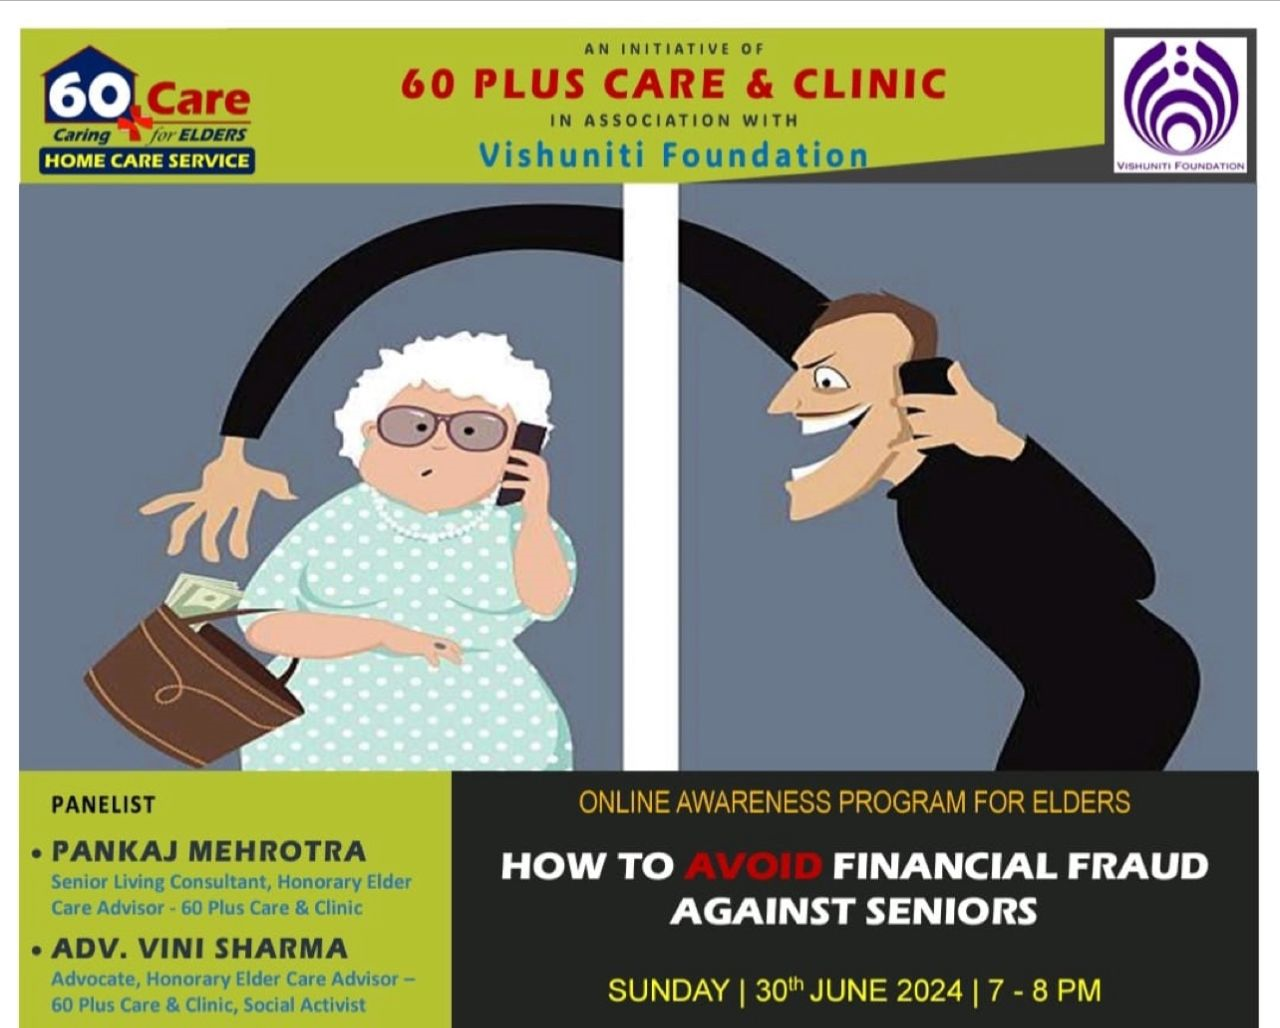 60 Care
Caring for ELDERS
HOME CARE SERVICE
AN INITIATIVE OF
60 PLUS CARE & CLINIC
IN ASSOCIATION WITH
Vishuniti Foundation
VISHUNITI FOUNDATION
PANELIST
• PANKAJ MEHROTRA
Senior Living Consultant, Honorary Elder
Care Advisor - 60 Plus Care & Clinic
• ADV. VINI SHARMA
Advocate, Honorary Elder Care Advisor –
60 Plus Care & Clinic, Social Activist
ONLINE AWARENESS PROGRAM FOR ELDERS
HOW TO AVOID FINANCIAL FRAUD
AGAINST SENIORS
SUNDAY | 30th JUNE 2024 | 7 - 8 PM